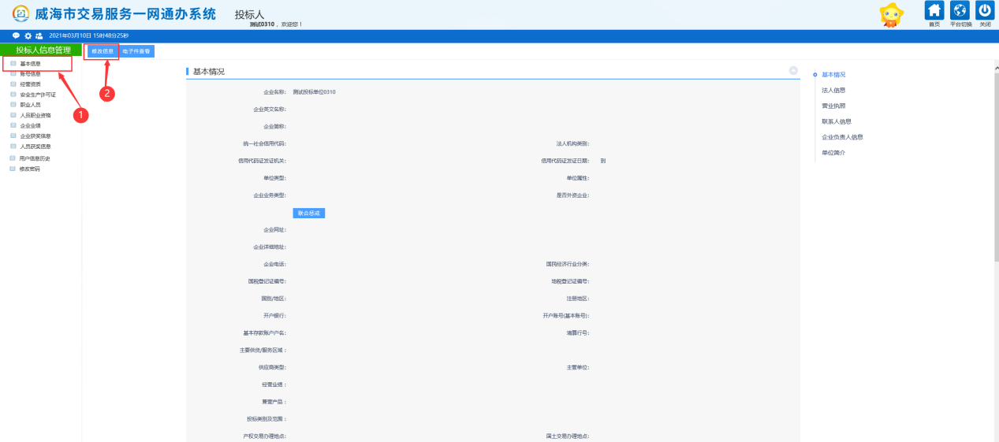 威海市交易服务一网通办系统
投标人
测试0310 ，欢迎您！
首页 平台切换 关闭
2021年03月10日 15时48分25秒
投标人信息管理
基本信息
账号信息
经营资质
安全生产许可证
职业人员
人员职业资格
企业业绩
企业获奖信息
人员获奖信息
用户信息历史
修改密码
1
修改信息 电子件查看
2
基本情况
企业名称： 测试投标单位0310
企业英文名称：
企业简称：
统一社会信用代码： 法人机构类别：
信用代码证发证机关： 信用代码证发证日期： 到
单位类型： 单位属性：
企业业务类型： 是否外资企业：
联合惩戒
企业网址：
企业详细地址：
企业电话： 国民经济行业分类：
国税登记证编号： 地税登记证编号：
国别/地区： 注册地区：
开户银行： 开户账号(基本账号)：
基本存款账户户名： 清算行号：
主要供货/服务区域：
供应商类型： 主管单位：
经营业绩：
兼营产品：
投标类别及范围：
产权交易办理地点： 国土交易办理地点：
基本情况
法人信息
营业执照
联系人信息
企业负责人信息
单位简介